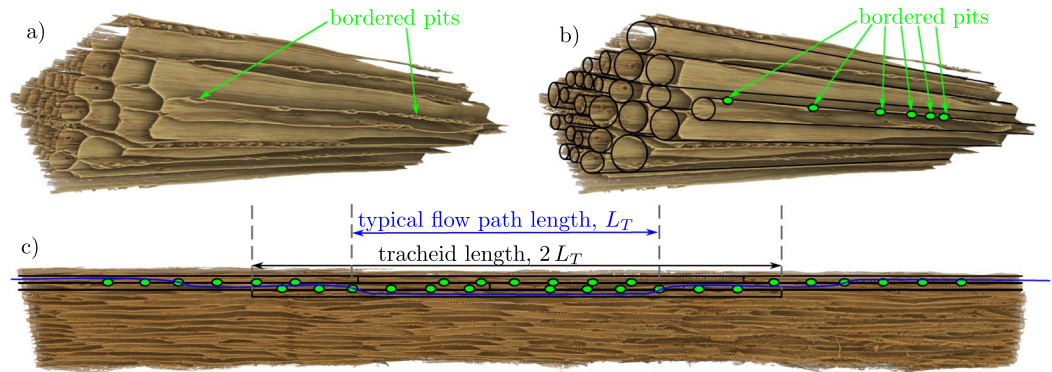 a)
bordered pits
b)
bordered pits
typical flow path length, L_T
c)
tracheid length, 2 L_T